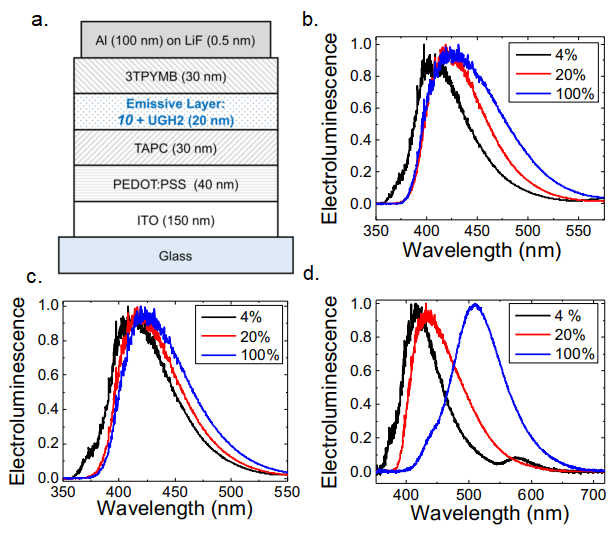 a.
Al (100 nm) on LiF (0.5 nm)
3TPYMB (30 nm)
Emissive Layer:
10 + UGH2 (20 nm)
TAPC (30 nm)
PEDOT:PSS (40 nm)
ITO (150 nm)
Glass
b.
Electroluminescence
1.0
0.8
0.6
0.4
0.2
0.0
4%
20%
100%
350 400 450 500 550
Wavelength (nm)
c.
Electroluminescence
1.0
0.8
0.6
0.4
0.2
0.0
4%
20%
100%
350 400 450 500 550
Wavelength (nm)
d.
Electroluminescence
1.0
0.8
0.6
0.4
0.2
0.0
4 %
20%
100%
400 500 600 700
Wavelength (nm)